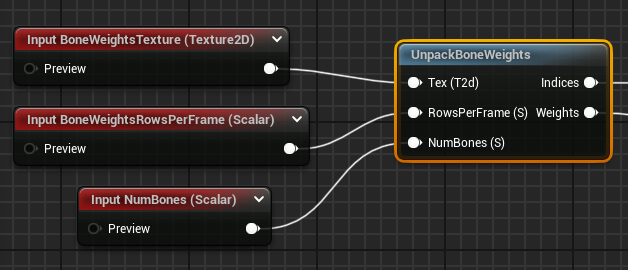 Input BoneWeightsTexture (Texture2D)
Preview
Input BoneWeightsRowsPerFrame (Scalar)
Preview
Input NumBones (Scalar)
Preview
UnpackBoneWeights
Tex (T2d) Indices
RowsPerFrame (S) Weights
NumBones (S)